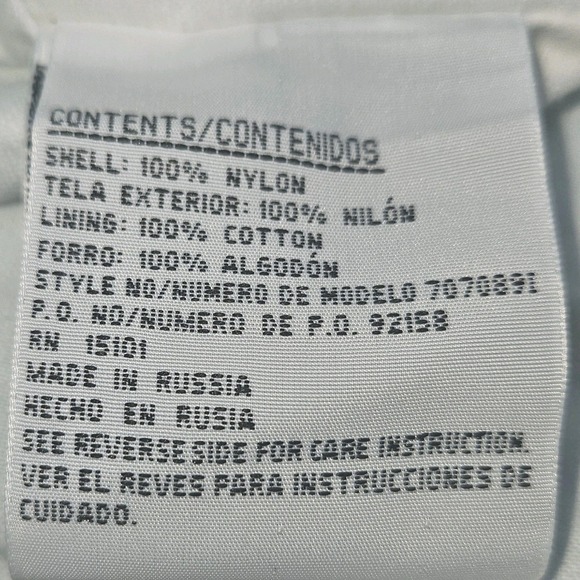 CONTENTS/CONTENIDOS
SHELL: 100% NYLON
TELA EXTERIOR: 100% NILÓN
LINING: 100% COTTON
FORRO: 100% ALGODÓN
STYLE NO/NUMERO DE MODELO 7070891
P.O. NO/NUMERO DE P.O. 92158
RN 15101
MADE IN RUSSIA
HECHO EN RUSIA
SEE REVERSE SIDE FOR CARE INSTRUCTION.
VER EL REVES PARA INSTRUCCIONES DE
CUIDADO.